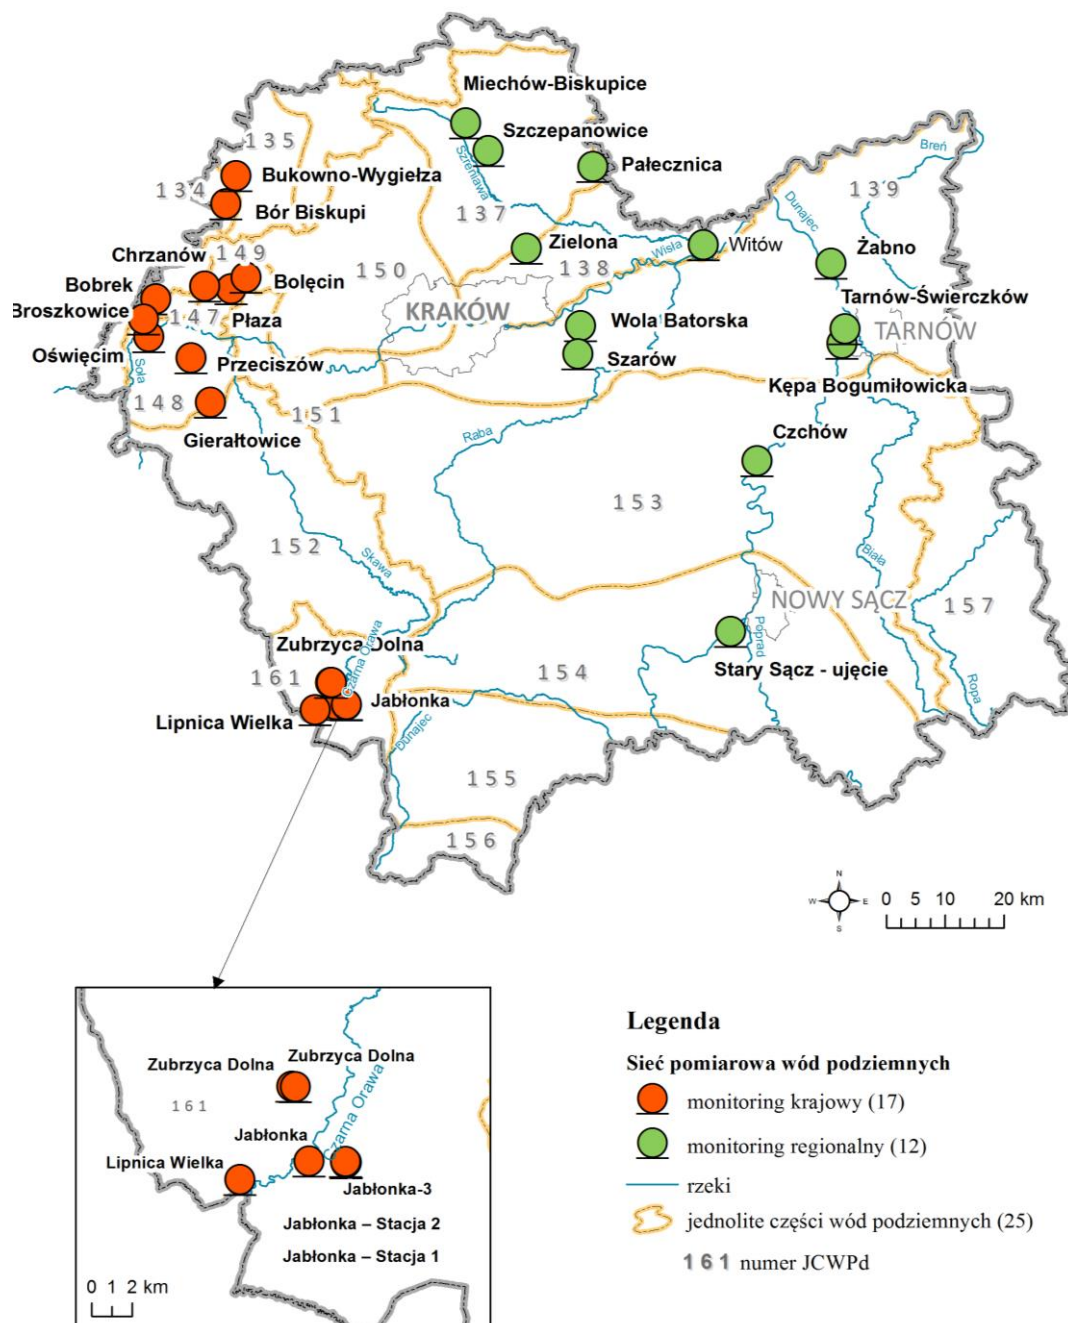 Miechów-Biskupice
Szczepanowice
Pałecznica
Szreniawa
Breń
1 3 5
1 3 4
Bukowno-Wygiełza
Bór Biskupi
1 3 7
1 3 9
Dunajec
Chrzanów
1 4 9
Bolęcin
1 5 0
Zielona
1 3 8
Wisła
Witów
Żabno
Bobrek
Broszkowice
1 4 7
Płaza
KRAKÓW
Wola Batorska
Tarnów-Świerczków
TARNÓW
Oświęcim
Przeciszów
Szarów
Kępa Bogumiłowicka
Soła
1 4 8
Gierałtowice
1 5 1
Raba
Czchów
1 5 3
1 5 2
Skawa
Biała
NOWY SĄCZ
1 5 7
Poprad
Zubrzyca Dolna
Czarna Orawa
1 6 1
1 5 4
Stary Sącz - ujęcie
Ropa
Jabłonka
Lipnica Wielka
Dunajec
1 5 5
1 5 6
N
W
E
S
0 5 10 20 km
Zubrzyca Dolna
Zubrzyca Dolna
1 6 1
Czarna Orawa
Jabłonka
Lipnica Wielka
Jabłonka-3
Jabłonka – Stacja 2
Jabłonka – Stacja 1
0 1 2 km
Legenda
Sieć pomiarowa wód podziemnych
monitoring krajowy (17)
monitoring regionalny (12)
rzeki
jednolite części wód podziemnych (25)
1 6 1 numer JCWPd